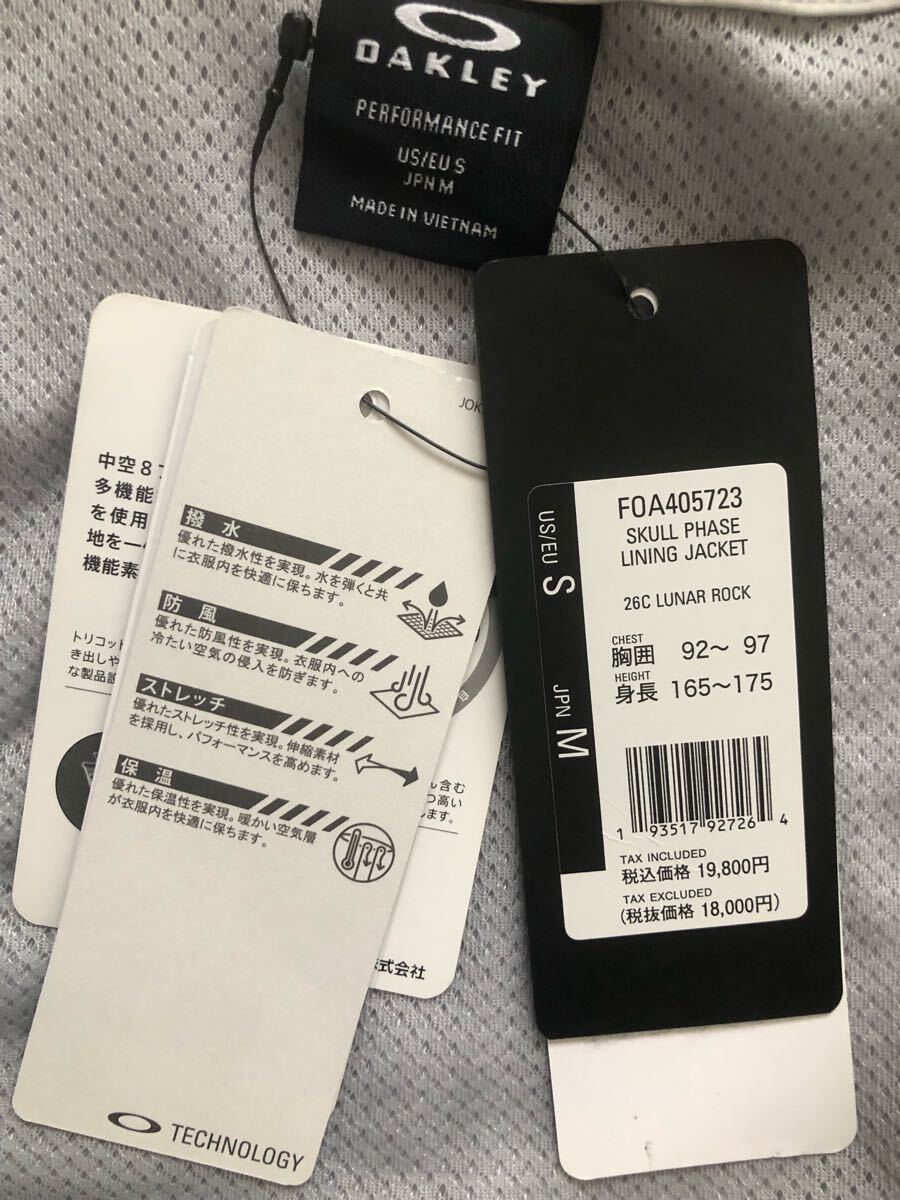 OAKLEY
PERFORMANCE FIT
US/EU S
JPN M
MADE IN VIETNAM
中空8
多機能
を使用
地を一
機能素
トリコット
き出しや
な製品
撥水
優れた撥水性を実現。水を弾くと共
に衣服内を快適に保ちます。
防風
優れた防風性を実現。衣服内への
冷たい空気の侵入を防ぎます。
ストレッチ
優れたストレッチ性を実現。伸縮素材
を採用し、パフォーマンスを高めます。
保温
優れた保温性を実現。暖かい空気層
が衣服内を快適に保ちます。
TECHNOLOGY
JOK
含む
つ高い
します。
株式会社
US/EU S
JPN M
FOA405723
SKULL PHASE
LINING JACKET
26C LUNAR ROCK
CHEST
胸囲 92〜 97
HEIGHT
身長 165〜175
1 93517 92726 4
TAX INCLUDED
税込価格 19,800円
TAX EXCLUDED
(税抜価格 18,000円)